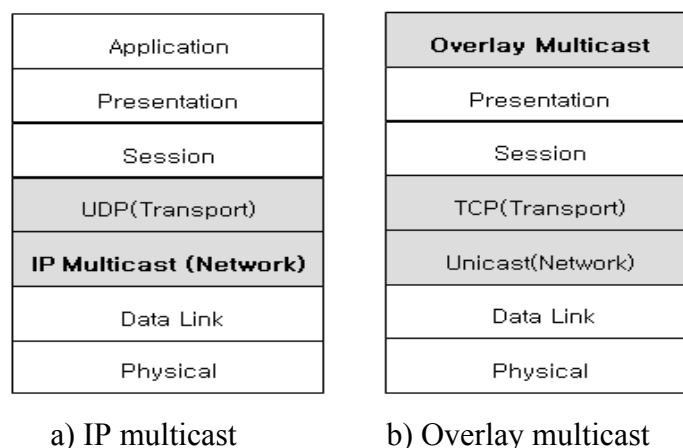 Application
Presentation
Session
UDP(Transport)
IP Multicast (Network)
Data Link
Physical
a) IP multicast
Overlay Multicast
Presentation
Session
TCP(Transport)
Unicast(Network)
Data Link
Physical
b) Overlay multicast